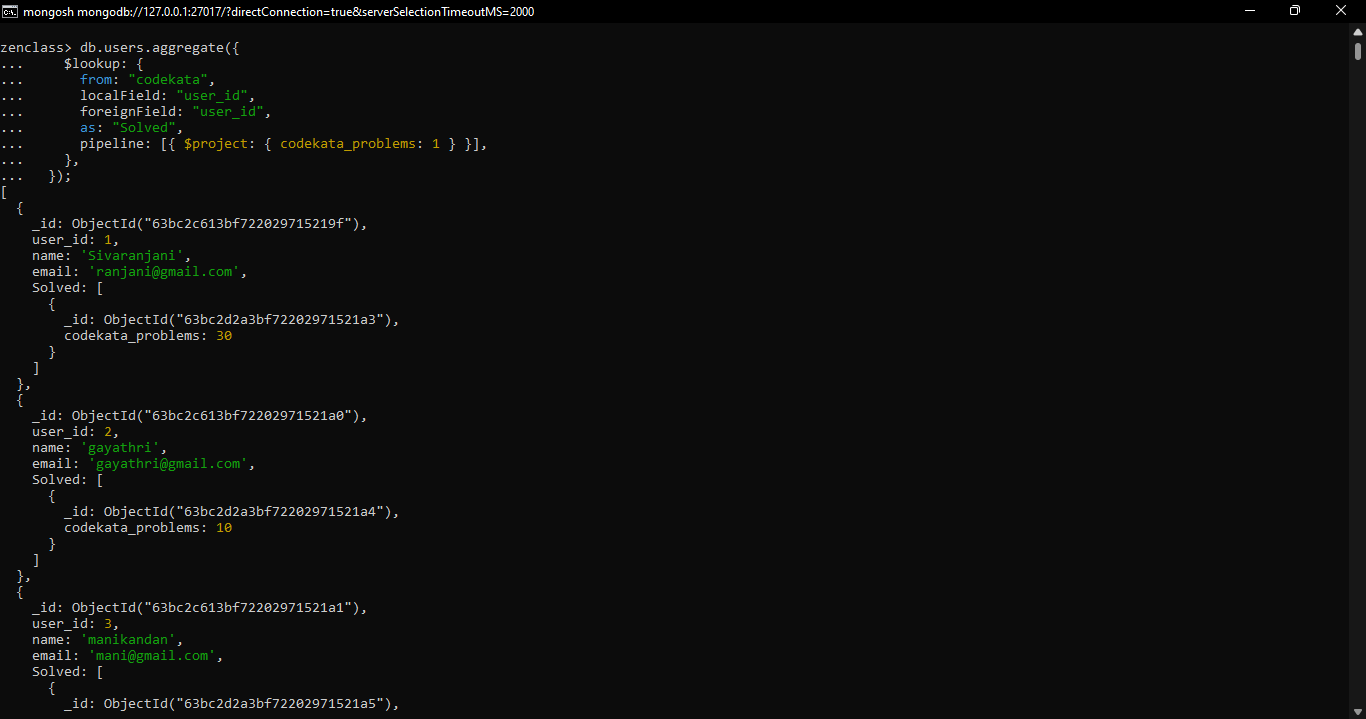 mongosh mongodb://127.0.0.1:27017/?directConnection=true&serverSelectionTimeoutMS=2000
zenclass> db.users.aggregate({
...     $lookup: {
...       from: "codekata",
...       localField: "user_id",
...       foreignField: "user_id",
...       as: "Solved",
...       pipeline: [{ $project: { codekata_problems: 1 } }],
...     },
...   });
[
  {
    _id: ObjectId("63bc2c613bf722029715219f"),
    user_id: 1,
    name: 'Sivaranjani',
    email: 'ranjani@gmail.com',
    Solved: [
      {
        _id: ObjectId("63bc2d2a3bf72202971521a3"),
        codekata_problems: 30
      }
    ]
  },
  {
    _id: ObjectId("63bc2c613bf72202971521a0"),
    user_id: 2,
    name: 'gayathri',
    email: 'gayathri@gmail.com',
    Solved: [
      {
        _id: ObjectId("63bc2d2a3bf72202971521a4"),
        codekata_problems: 10
      }
    ]
  },
  {
    _id: ObjectId("63bc2c613bf72202971521a1"),
    user_id: 3,
    name: 'manikandan',
    email: 'mani@gmail.com',
    Solved: [
      {
        _id: ObjectId("63bc2d2a3bf72202971521a5"),